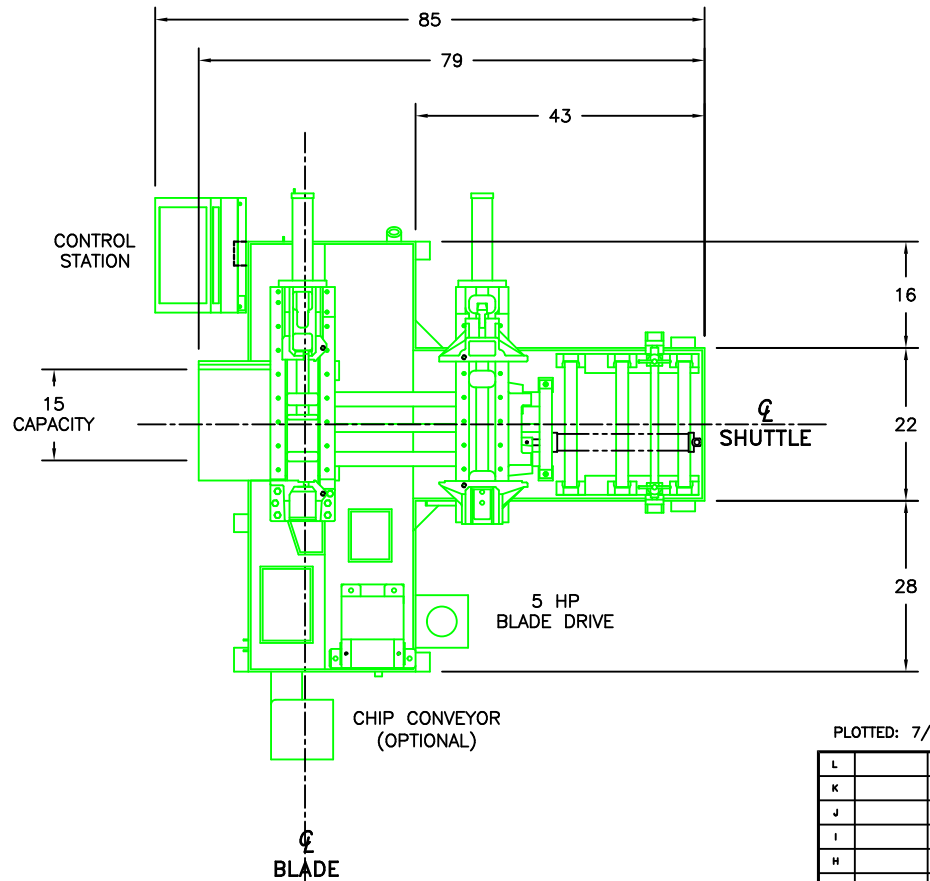 85
79
43
CONTROL
STATION
16
15
CAPACITY
℄
SHUTTLE
22
28
5 HP
BLADE DRIVE
CHIP CONVEYOR
(OPTIONAL)
PLOTTED: 7/
L
K
J
I
H
℄
BLADE